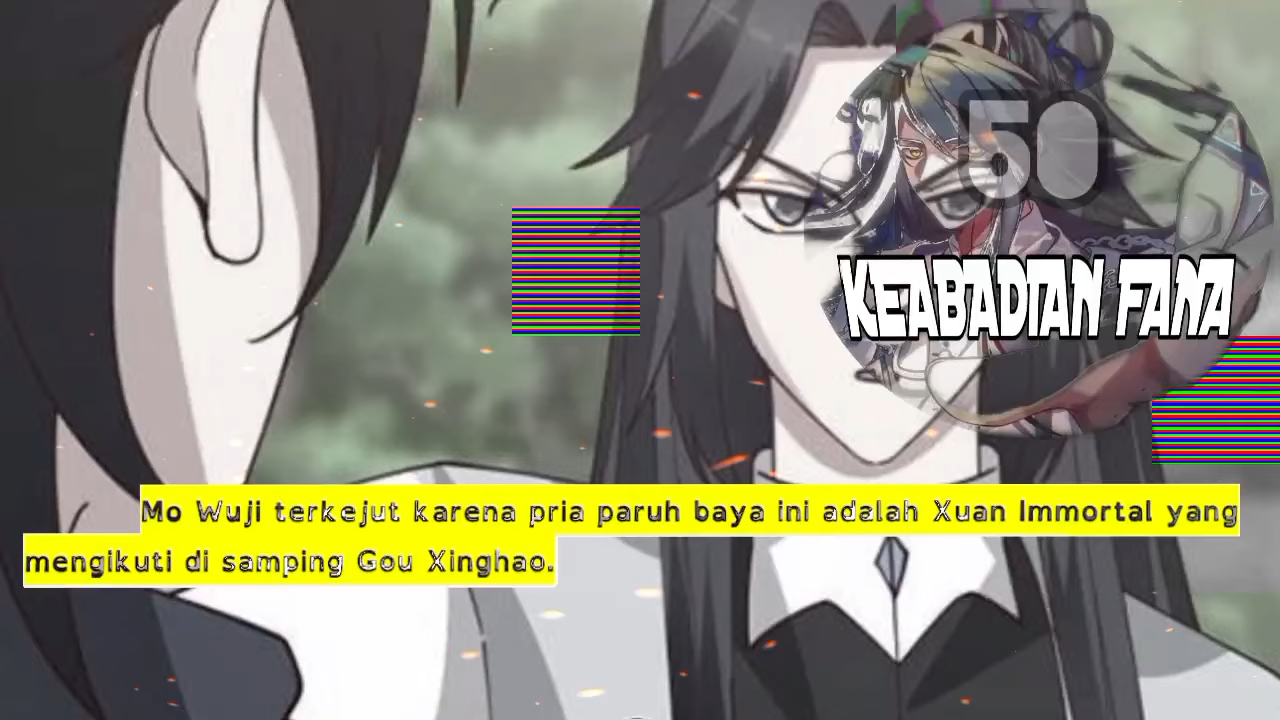 50
KEABADIAN FANA
Mo Wuji terkejut karena pria paruh baya ini adalah Xuan Immortal yang
mengikuti di samping Gou Xinghao.